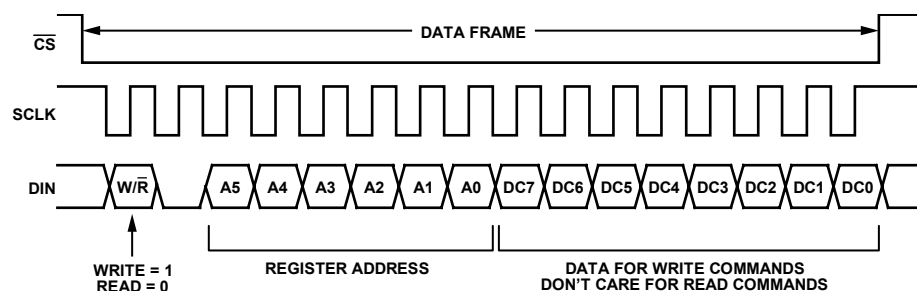 DATA FRAME
C̅S̅
SCLK
DIN
W/R̅
A5
A4
A3
A2
A1
A0
DC7
DC6
DC5
DC4
DC3
DC2
DC1
DC0
WRITE = 1
READ = 0
REGISTER ADDRESS
DATA FOR WRITE COMMANDS
DON'T CARE FOR READ COMMANDS